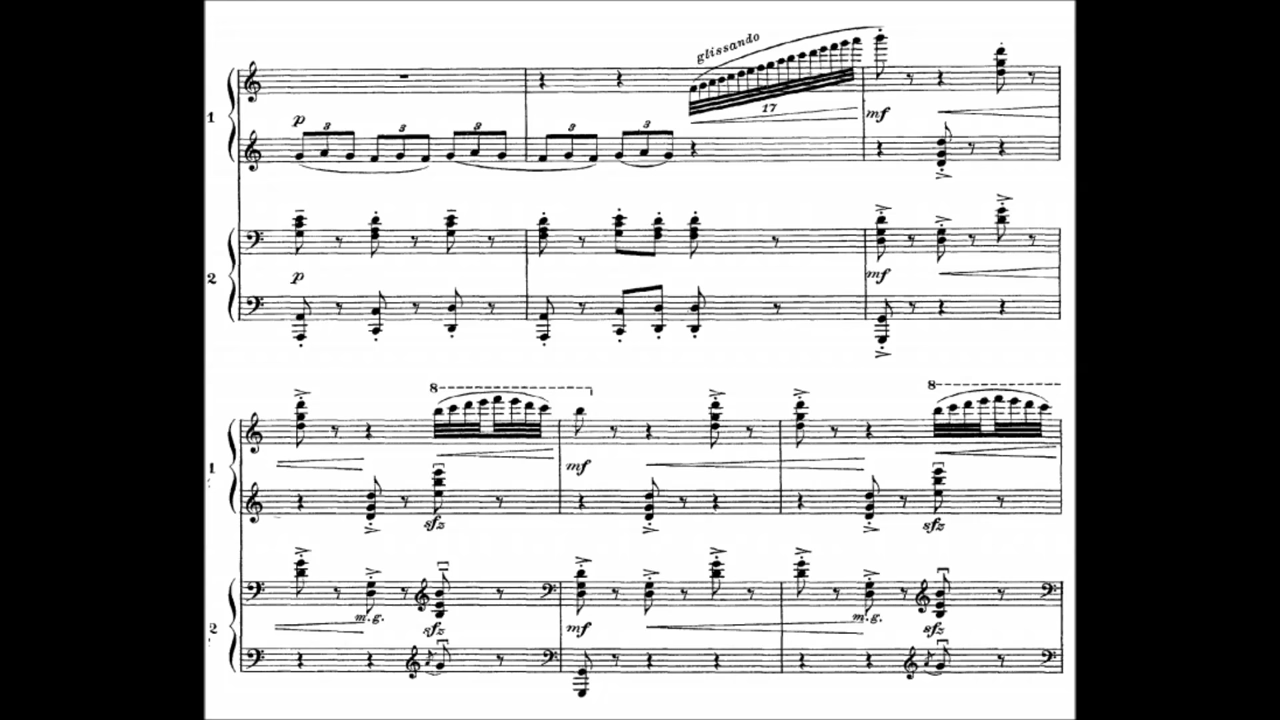 glissando
3 3 3 3 3
17
p
mf
1
p
mf
2
8 8
mf
1
sfz sfz
m.g. m.g.
sfz mf sfz
2